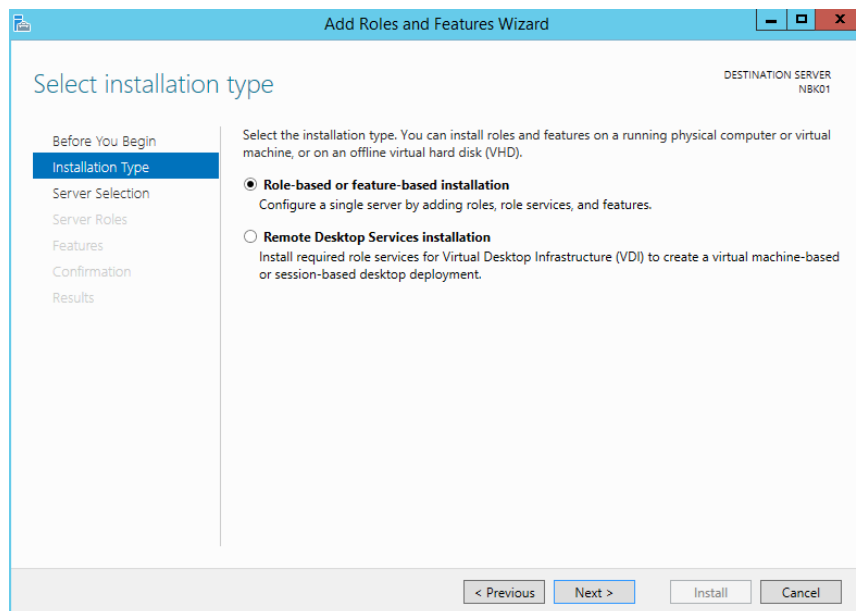 Add Roles and Features Wizard
Select installation type
DESTINATION SERVER
NBK01
Before You Begin
Installation Type
Server Selection
Server Roles
Features
Confirmation
Results
Select the installation type. You can install roles and features on a running physical computer or virtual
machine, or on an offline virtual hard disk (VHD).
Role-based or feature-based installation
Configure a single server by adding roles, role services, and features.
Remote Desktop Services installation
Install required role services for Virtual Desktop Infrastructure (VDI) to create a virtual machine-based
or session-based desktop deployment.
< Previous
Next >
Install
Cancel